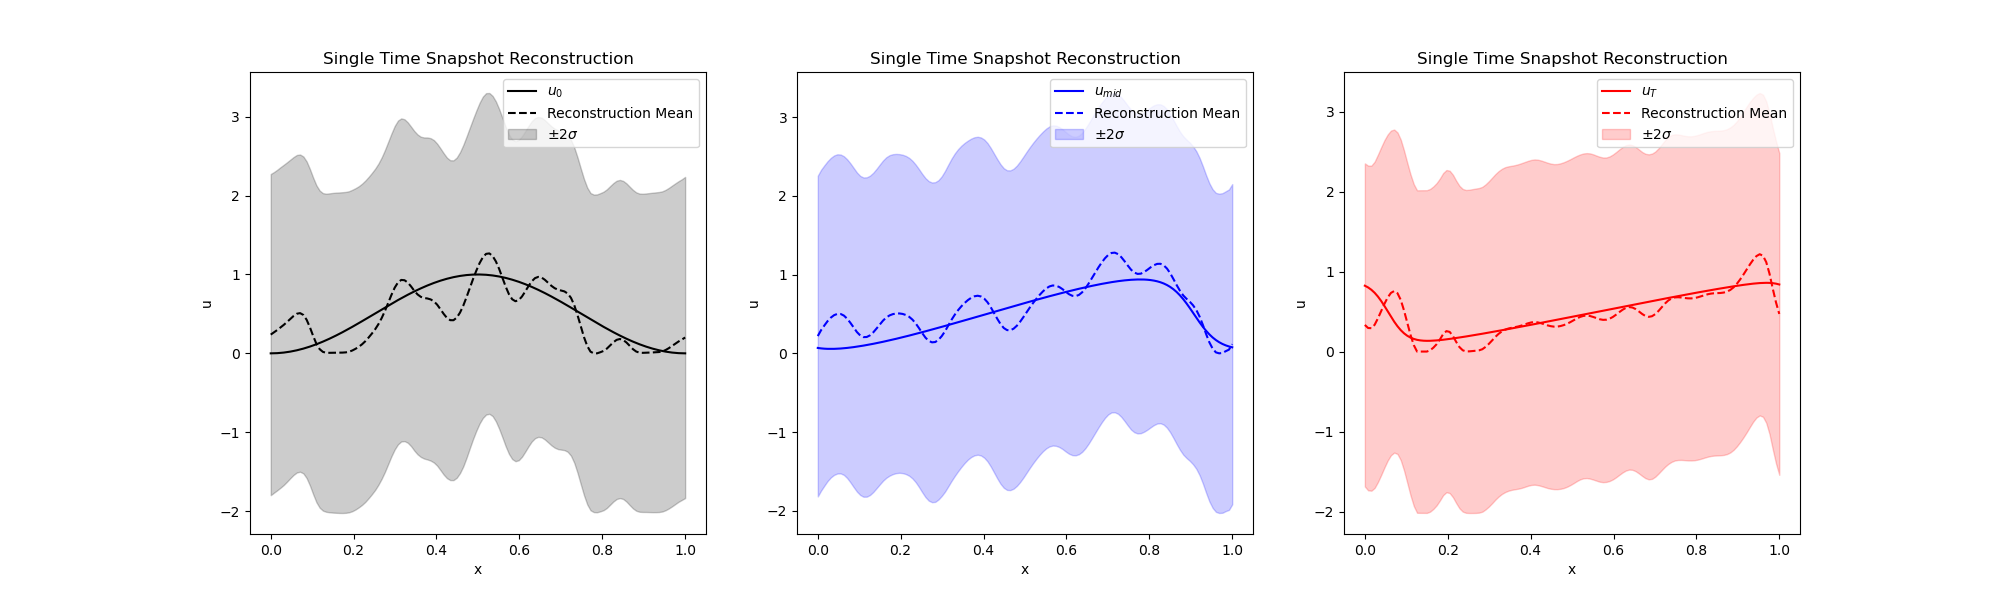 Single Time Snapshot Reconstruction
u₀
Reconstruction Mean
±2σ
3
2
1
0
−1
−2
u
0.0 0.2 0.4 0.6 0.8 1.0
x
Single Time Snapshot Reconstruction
u_mid
Reconstruction Mean
±2σ
3
2
1
0
−1
−2
u
0.0 0.2 0.4 0.6 0.8 1.0
x
Single Time Snapshot Reconstruction
u_T
Reconstruction Mean
±2σ
3
2
1
0
−1
−2
u
0.0 0.2 0.4 0.6 0.8 1.0
x